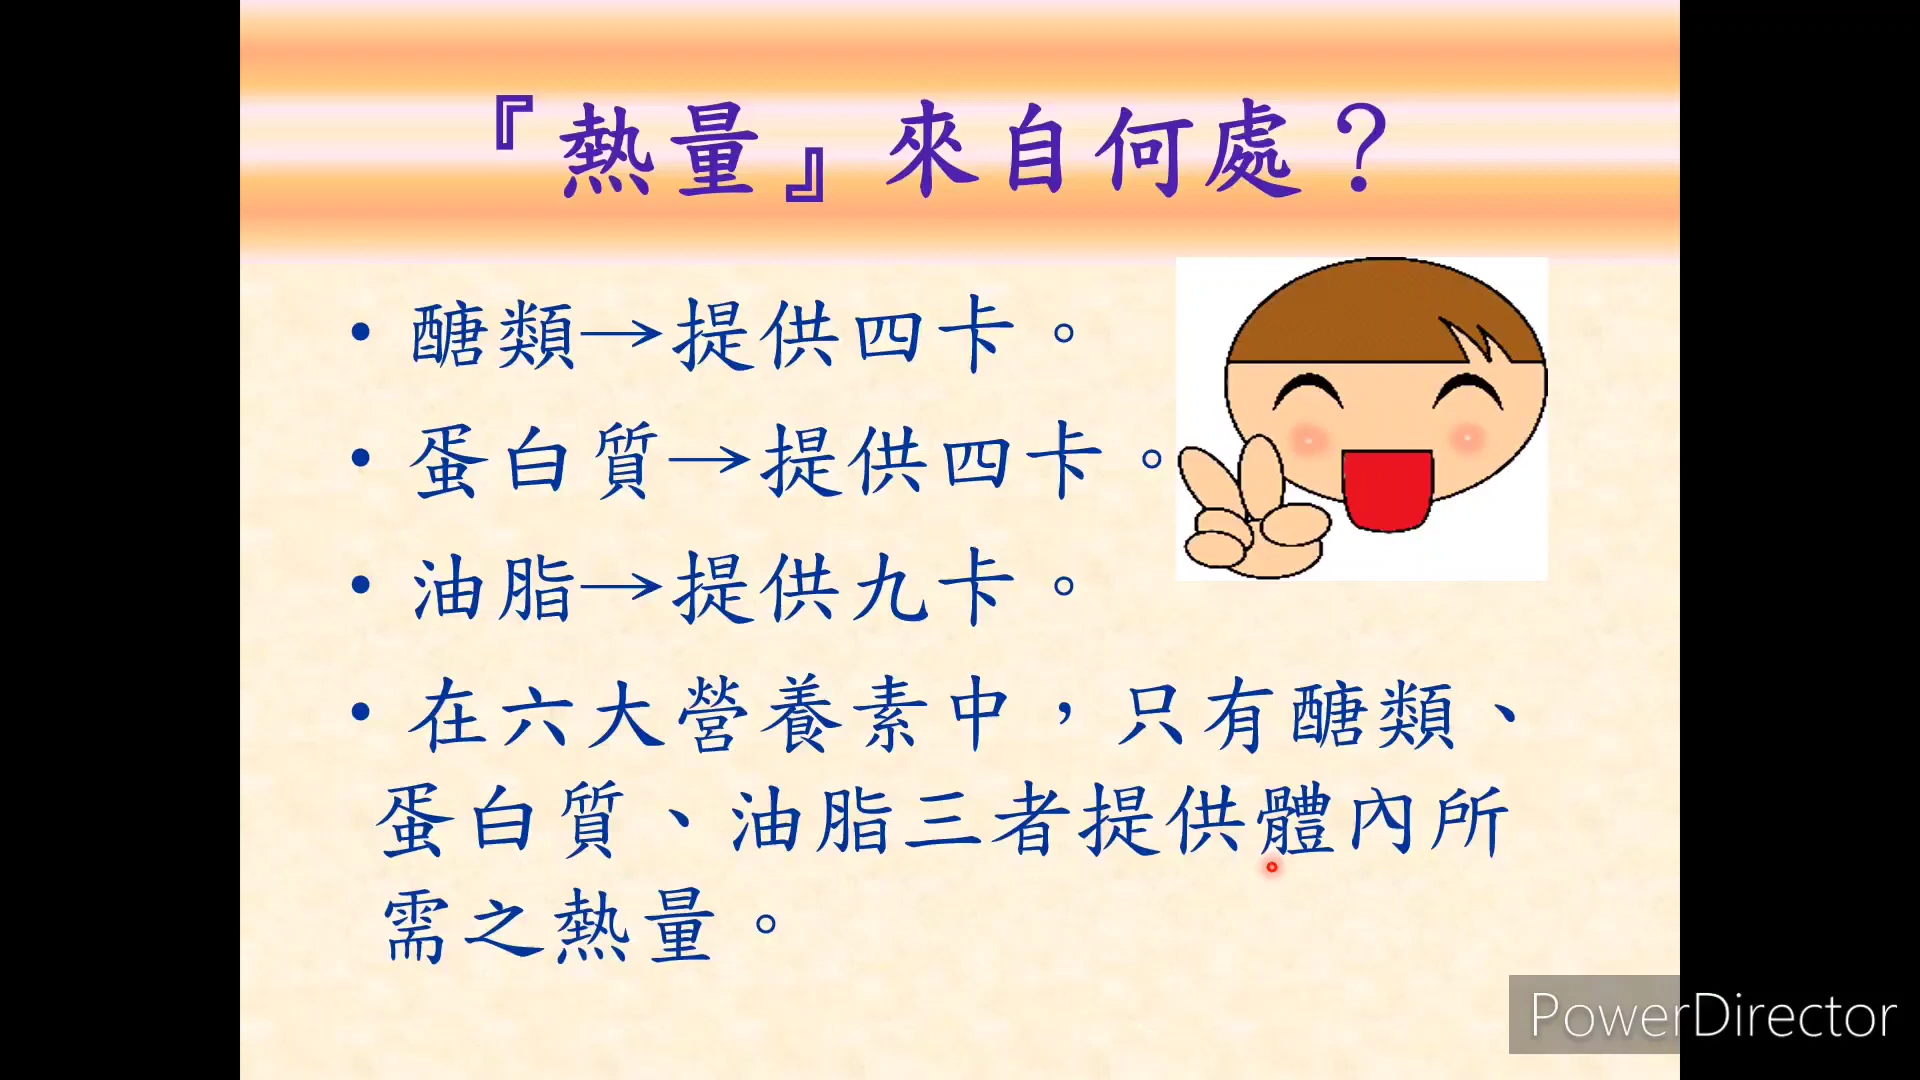 『熱量』來自何處？
• 醣類→提供四卡。
• 蛋白質→提供四卡。
• 油脂→提供九卡。
• 在六大營養素中，只有醣類、
蛋白質、油脂三者提供體內所
需之熱量。
PowerDirector